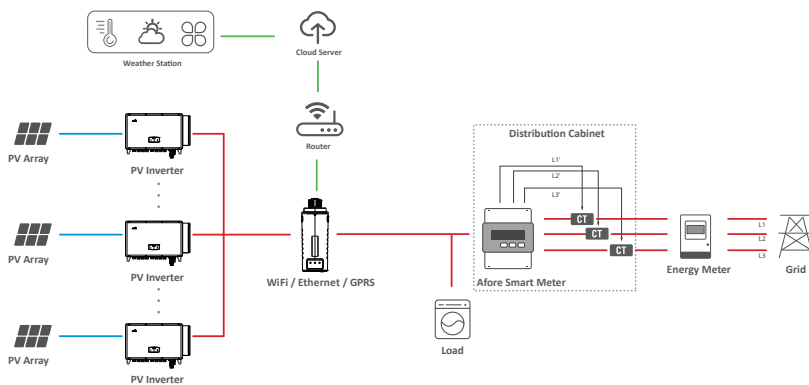 Weather Station
Cloud Server
Router
Distribution Cabinet
L1'
L2'
L3'
PV Array
PV Inverter
PV Array
PV Inverter
PV Array
PV Inverter
WiFi / Ethernet / GPRS
Load
Afore Smart Meter
CT
CT
CT
Energy Meter
L1
L2
L3
Grid